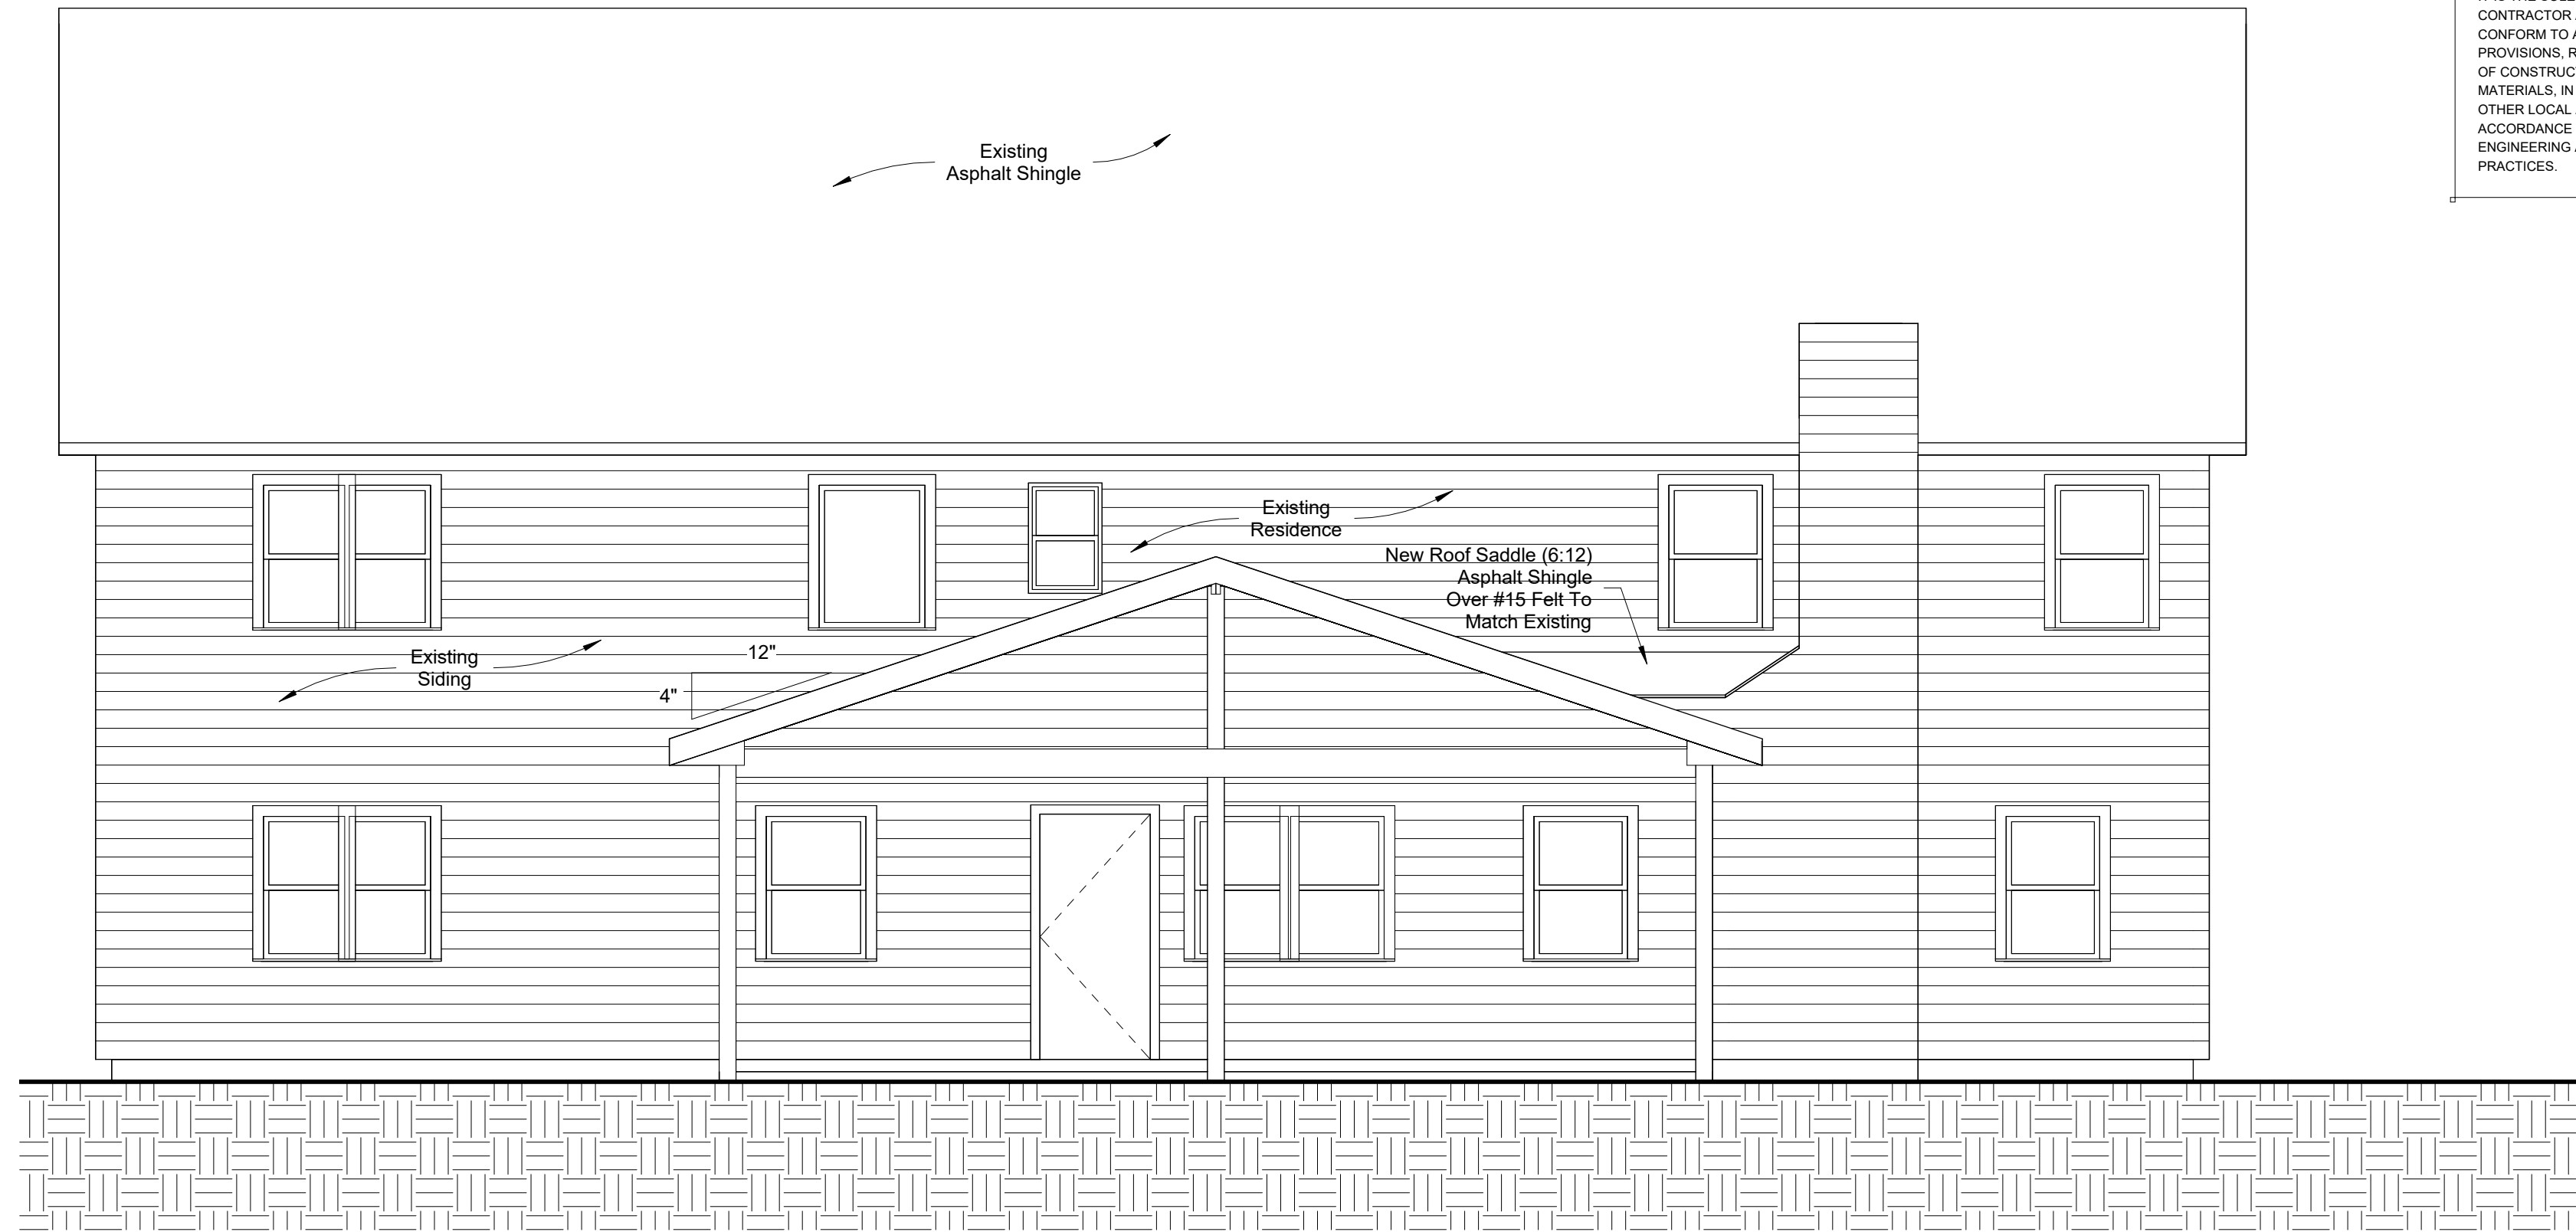 CONTRACTOR
CONFORM TO
PROVISIONS,
OF CONSTRUC
MATERIALS, IN
OTHER LOCAL
ACCORDANCE
ENGINEERING
PRACTICES.
Existing
Asphalt Shingle
Existing
Residence
New Roof Saddle (6:12)
Asphalt Shingle
Over #15 Felt To
Match Existing
Existing
Siding
12"
4"